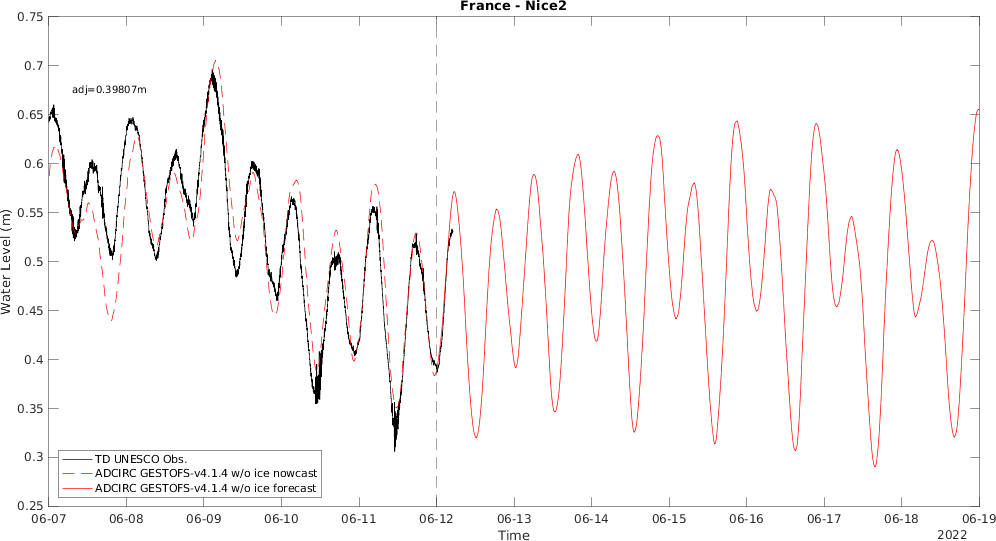 France - Nice2
0.75
0.7
0.65
0.6
0.55
0.5
0.45
0.4
0.35
0.3
0.25
Water Level (m)
adj=0.39807m
TD UNESCO Obs.
ADCIRC GESTOFS-v4.1.4 w/o ice nowcast
ADCIRC GESTOFS-v4.1.4 w/o ice forecast
06-07 06-08 06-09 06-10 06-11 06-12 06-13 06-14 06-15 06-16 06-17 06-18 06-19
Time
2022